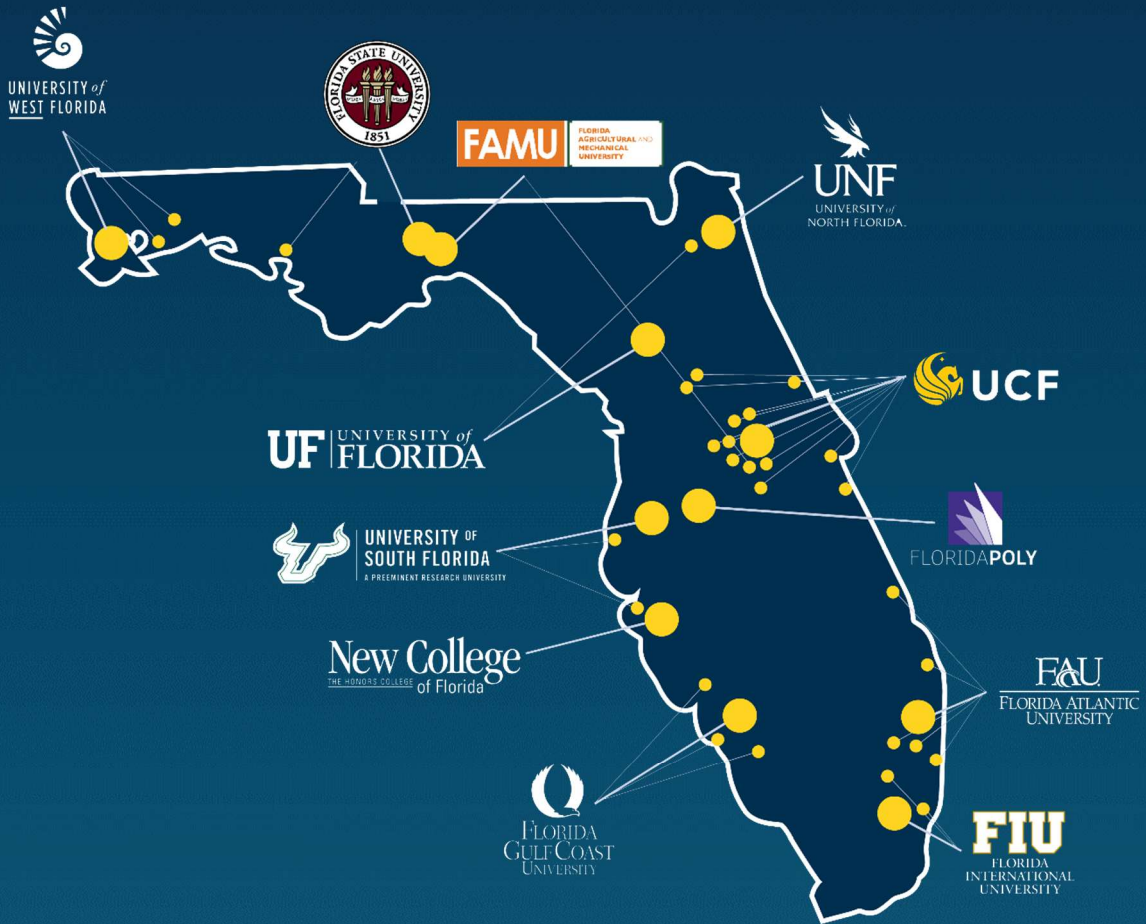 UNIVERSITY of
WEST FLORIDA
FLORIDA STATE UNIVERSITY
1851
FAMU
FLORIDA
AGRICULTURAL AND
MECHANICAL
UNIVERSITY
UNF
UNIVERSITY of
NORTH FLORIDA.
UCF
UF UNIVERSITY of
FLORIDA
UNIVERSITY OF
SOUTH FLORIDA
A PREEMINENT RESEARCH UNIVERSITY
FLORIDAPOLY
New College
THE HONORS COLLEGE of Florida
FAU
FLORIDA ATLANTIC
UNIVERSITY
FLORIDA
GULF COAST
UNIVERSITY
FIU
FLORIDA
INTERNATIONAL
UNIVERSITY